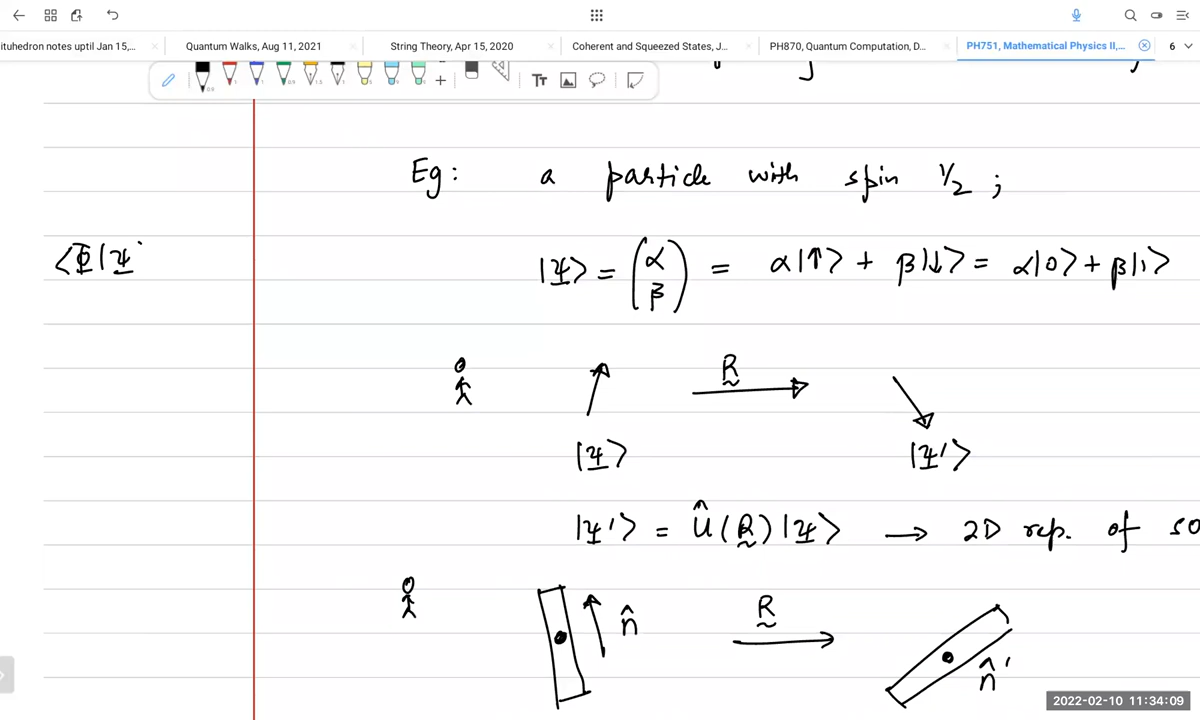 ituhedron notes uptil Jan 15,... Quantum Walks, Aug 11, 2021 String Theory, Apr 15, 2020 Coherent and Squeezed States, J... PH870, Quantum Computation, D... PH751, Mathematical Physics II,... 6
Tт
Eg: a particle with spin 1/2 ;
<Φ|Ψ
|Ψ> = (α β) = α|↑> + β|↓> = α|0> + β|1>
R
|Ψ> |Ψ'>
|Ψ'> = Û(R)|Ψ> → 2D rep. of SO
n̂ R n̂'
2022-02-10 11:34:09